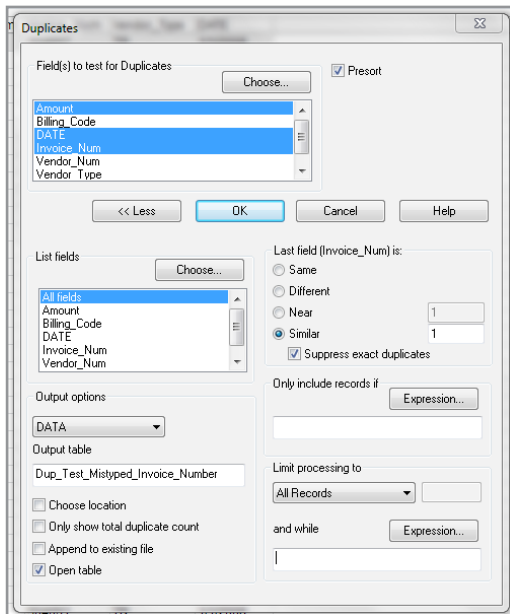 Duplicates
Field(s) to test for Duplicates
Choose...
Presort
Amount
Billing_Code
DATE
Invoice_Num
Vendor_Num
Vendor_Type
<< Less
OK
Cancel
Help
List fields
Choose...
All fields
Amount
Billing_Code
DATE
Invoice_Num
Vendor_Num
Last field (Invoice_Num) is:
Same
Different
Near 1
Similar 1
Suppress exact duplicates
Only include records if
Expression...
Output options
DATA
Output table
Dup_Test_Mistyped_Invoice_Number
Choose location
Only show total duplicate count
Append to existing file
Open table
Limit processing to
All Records
and while
Expression...